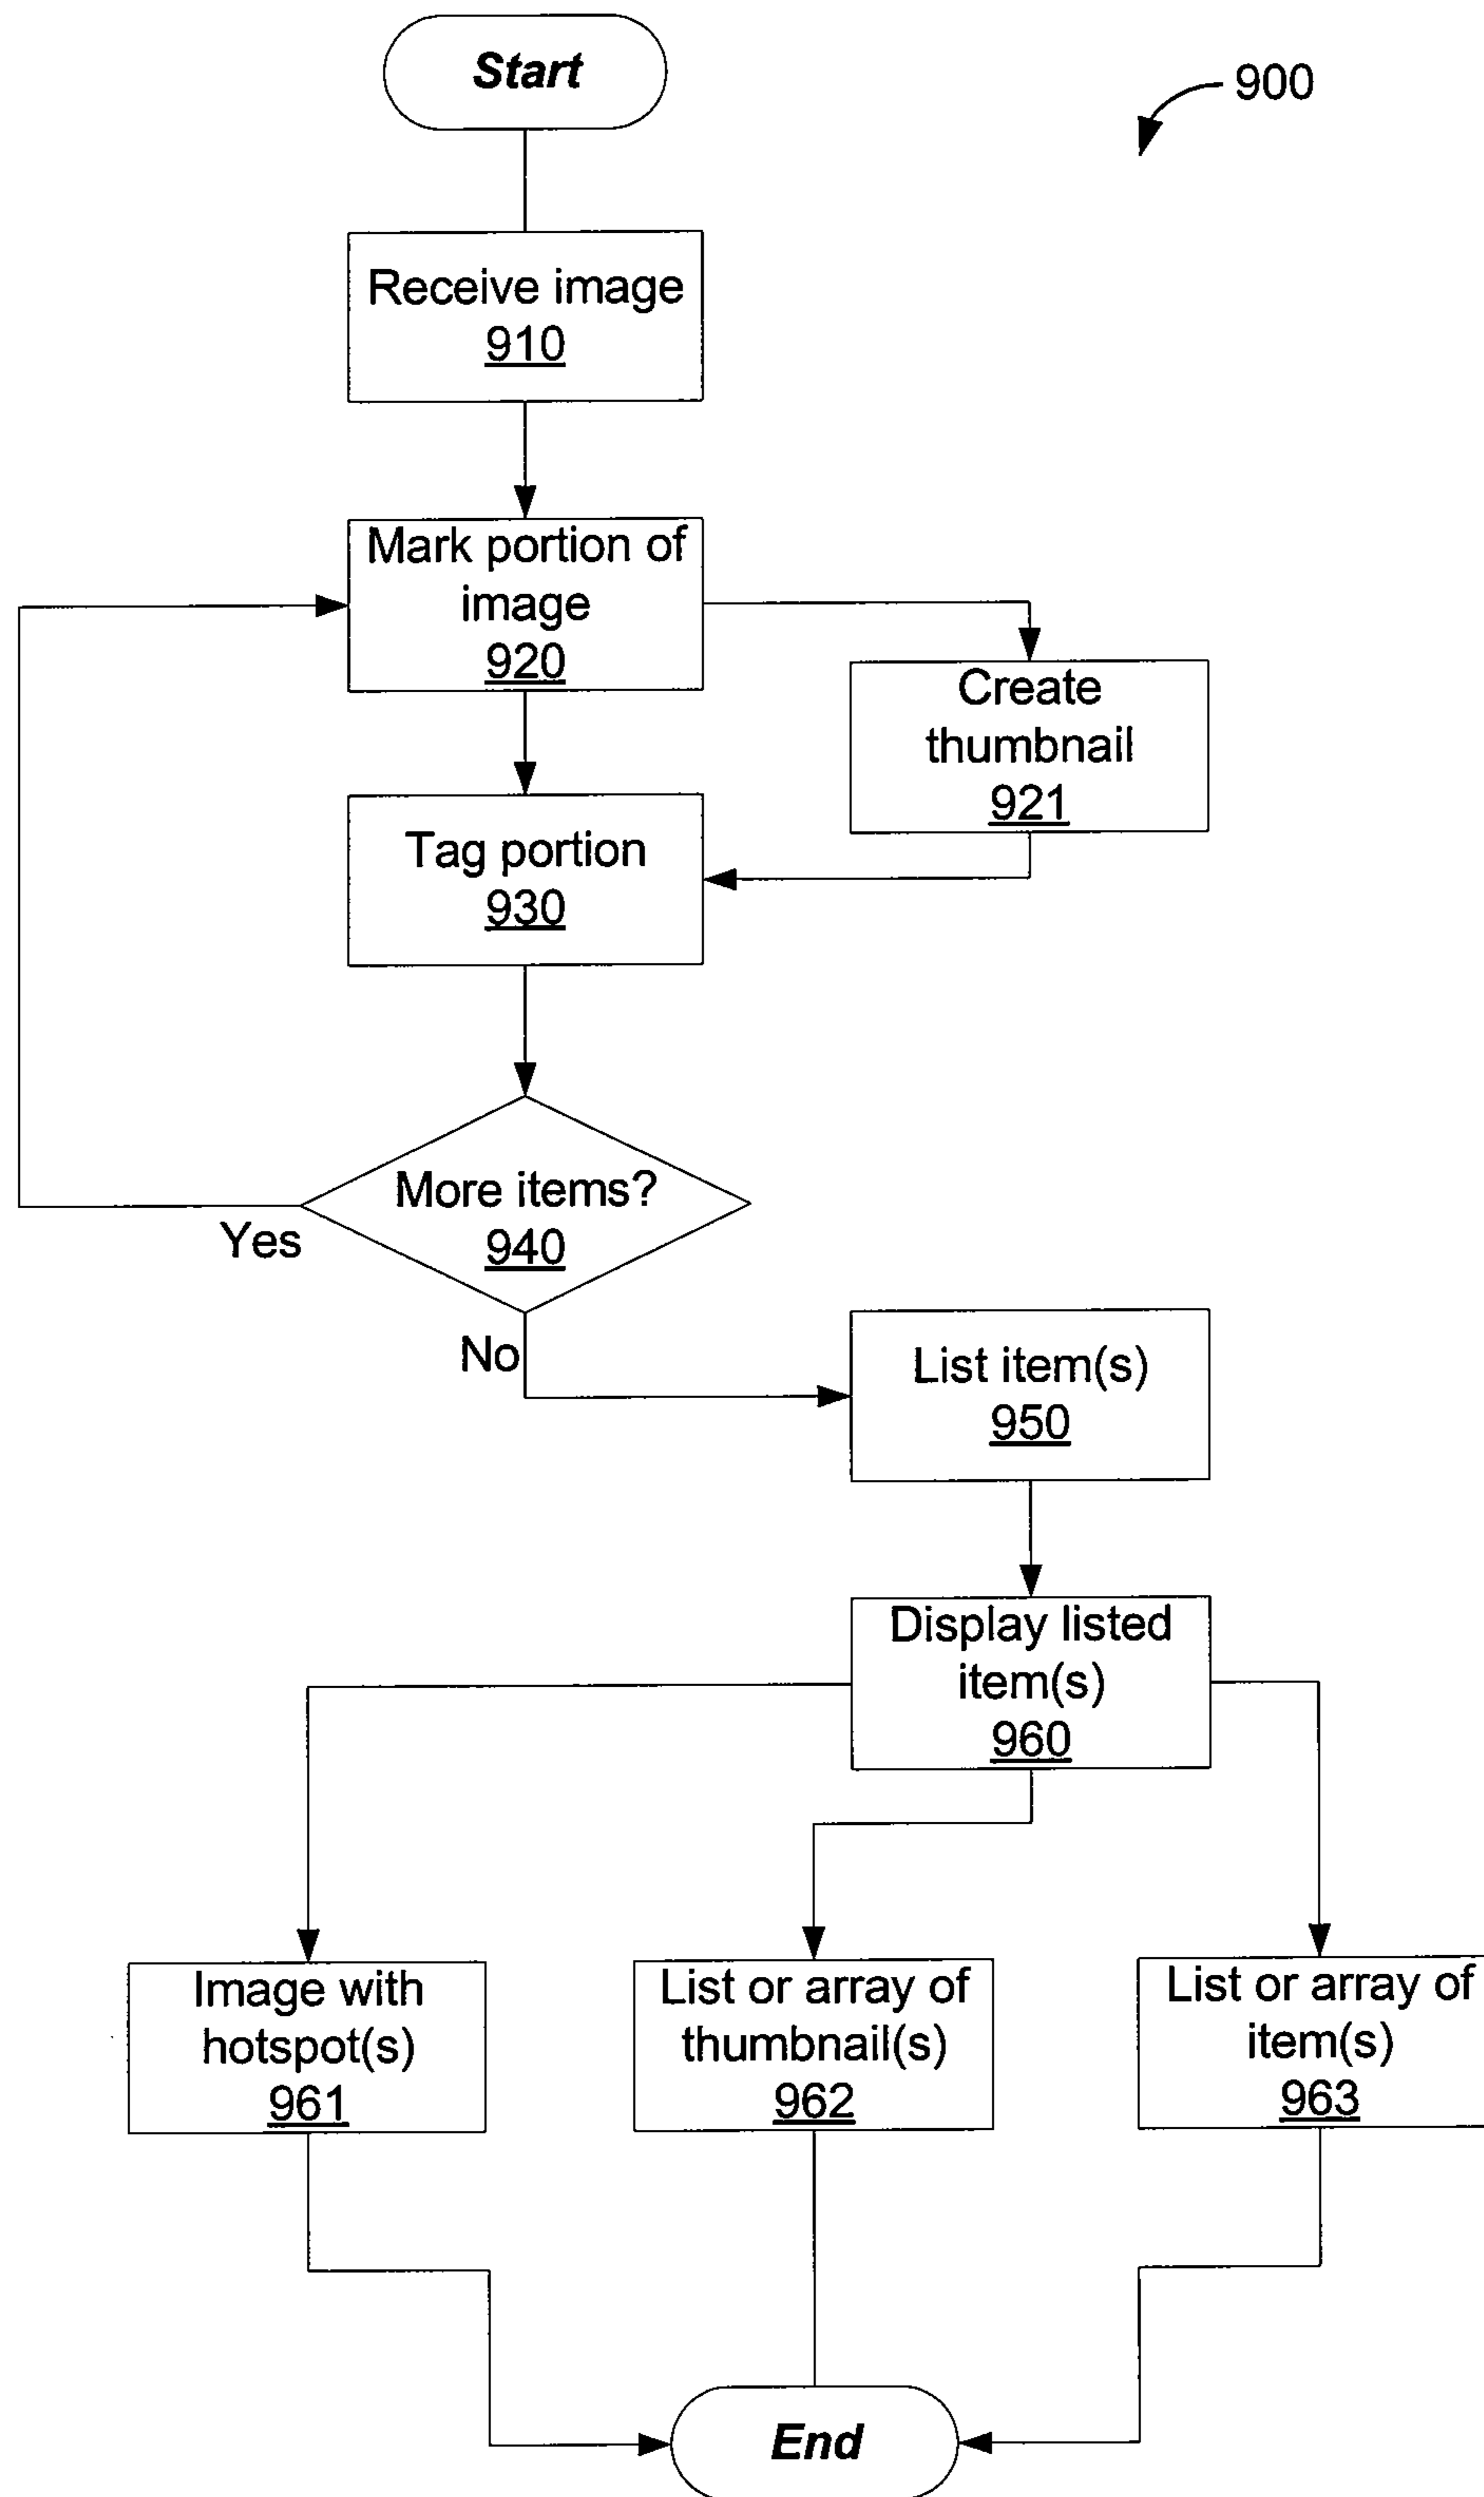 Start
900
Receive image
910
Mark portion of
image
920
Create
thumbnail
921
Tag portion
930
More items?
940
Yes
No
List item(s)
950
Display listed
item(s)
960
Image with
hotspot(s)
961
List or array of
thumbnail(s)
962
List or array of
item(s)
963
End